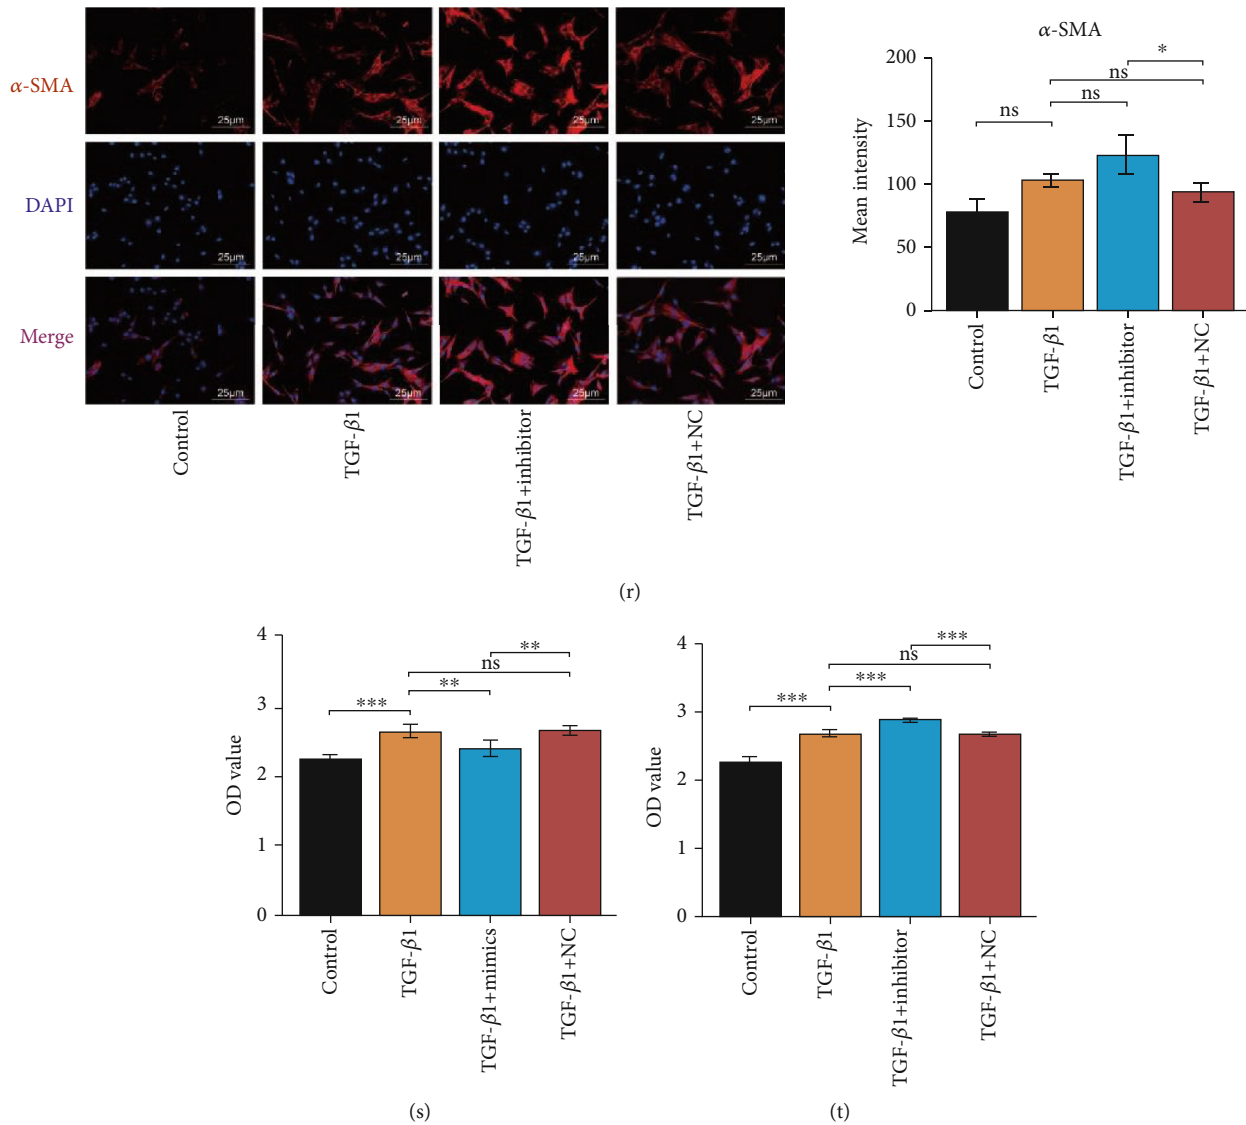 α-SMA
25µm
25µm
25µm
25µm
DAPI
25µm
25µm
25µm
25µm
Merge
25µm
25µm
25µm
25µm
Control
TGF-β1
TGF-β1+inhibitor
TGF-β1+NC
α-SMA
Mean intensity
200
150
100
50
0
ns
ns
ns
*
Control
TGF-β1
TGF-β1+inhibitor
TGF-β1+NC
(r)
OD value
4
3
2
1
0
***
**
ns
**
Control
TGF-β1
TGF-β1+mimics
TGF-β1+NC
(s)
OD value
4
3
2
1
0
***
***
ns
***
Control
TGF-β1
TGF-β1+inhibitor
TGF-β1+NC
(t)